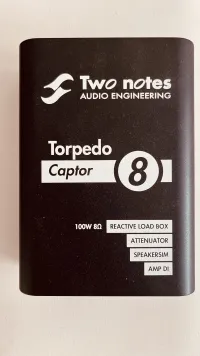 Two notes
AUDIO ENGINEERING
Torpedo
Captor 8
100W 8Ω REACTIVE LOAD BOX
ATTENUATOR
SPEAKERSIM
AMP DI